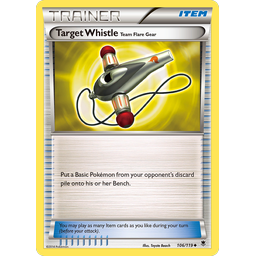 TRAINER ITEM
Target Whistle Team Flare Gear
Put a Basic Pokémon from your opponent's discard
pile onto his or her Bench.
You may play as many Item cards as you like during your turn
(before your attack).
Illus. Toyste Beach 106/119